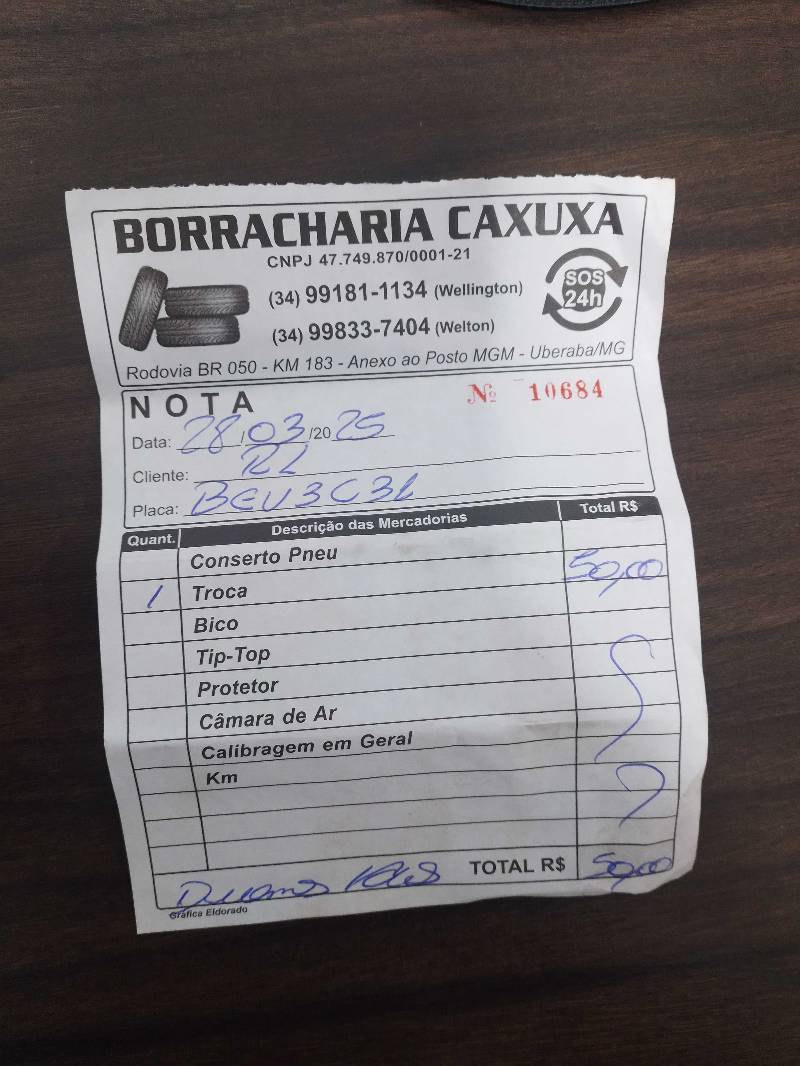 BORRACHARIA CAXUXA
CNPJ 47.749.870/0001-21
(34) 99181-1134 (Wellington)
SOS 24h
(34) 99833-7404 (Welton)
Rodovia BR 050 - KM 183 - Anexo ao Posto MGM - Uberaba/MG
NOTA
Nº 10684
Data: 28/03/2025
Cliente: RL
Placa: BEU3C3L
Quant. Descrição das Mercadorias Total R$
Conserto Pneu
1 Troca 50,00
Bico
Tip-Top
Protetor
Câmara de Ar
Calibragem em Geral
Km
TOTAL R$ 50,00
Gráfica Eldorado